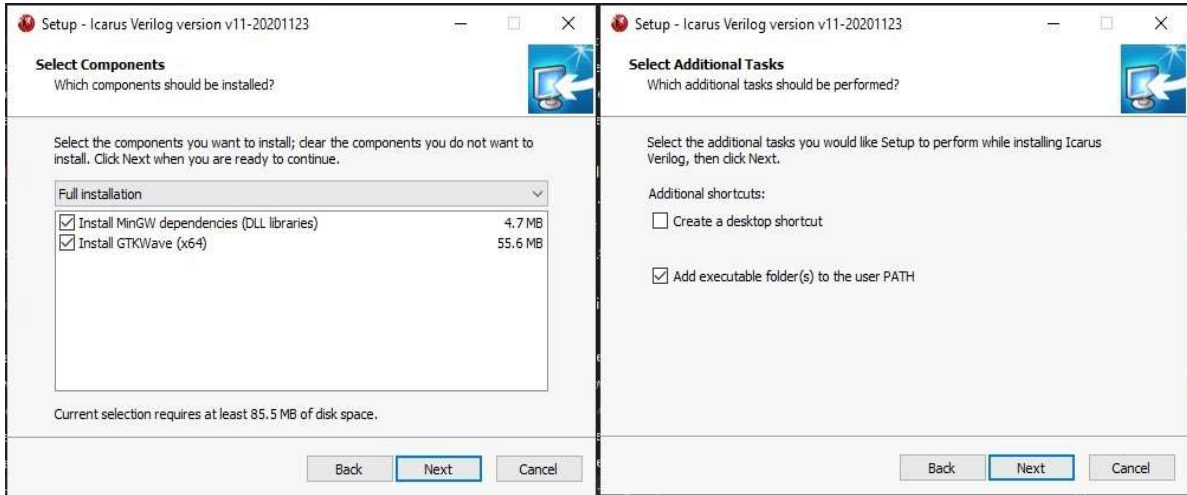 Setup - Icarus Verilog version v11-20201123
Select Components
Which components should be installed?
Select the components you want to install; clear the components you do not want to
install. Click Next when you are ready to continue.
Full installation
Install MinGW dependencies (DLL libraries) 4.7 MB
Install GTKWave (x64) 55.6 MB
Current selection requires at least 85.5 MB of disk space.
Back Next Cancel
Setup - Icarus Verilog version v11-20201123
Select Additional Tasks
Which additional tasks should be performed?
Select the additional tasks you would like Setup to perform while installing Icarus
Verilog, then click Next.
Additional shortcuts:
Create a desktop shortcut
Add executable folder(s) to the user PATH
Back Next Cancel